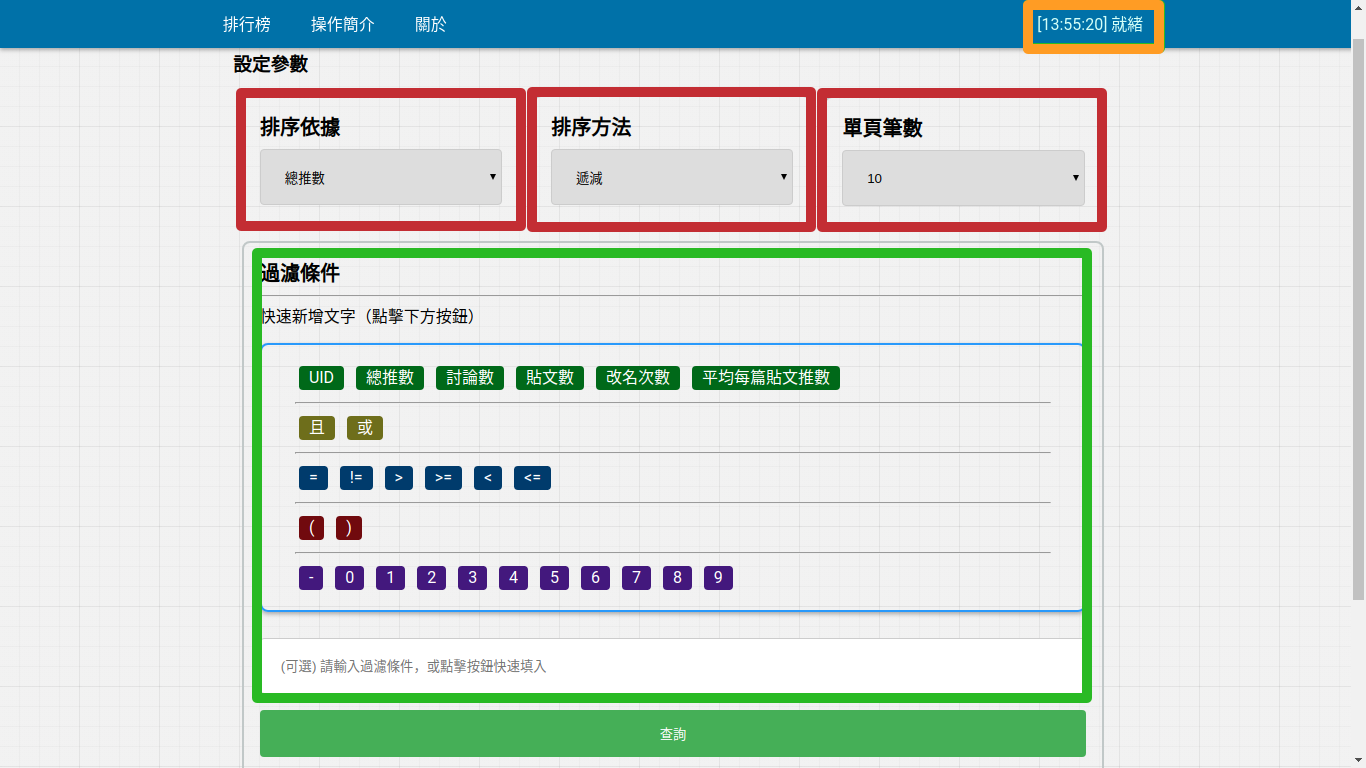 排行榜 操作簡介 關於 [13:55:20] 就緒
設定參數
排序依據 排序方法 單頁筆數
總推數 遞減 10
過濾條件
快速新增文字（點擊下方按鈕）
UID 總推數 討論數 貼文數 改名次數 平均每篇貼文推數
且 或
= != > >= < <=
( )
- 0 1 2 3 4 5 6 7 8 9
(可選) 請輸入過濾條件，或點擊按鈕快速填入
查詢